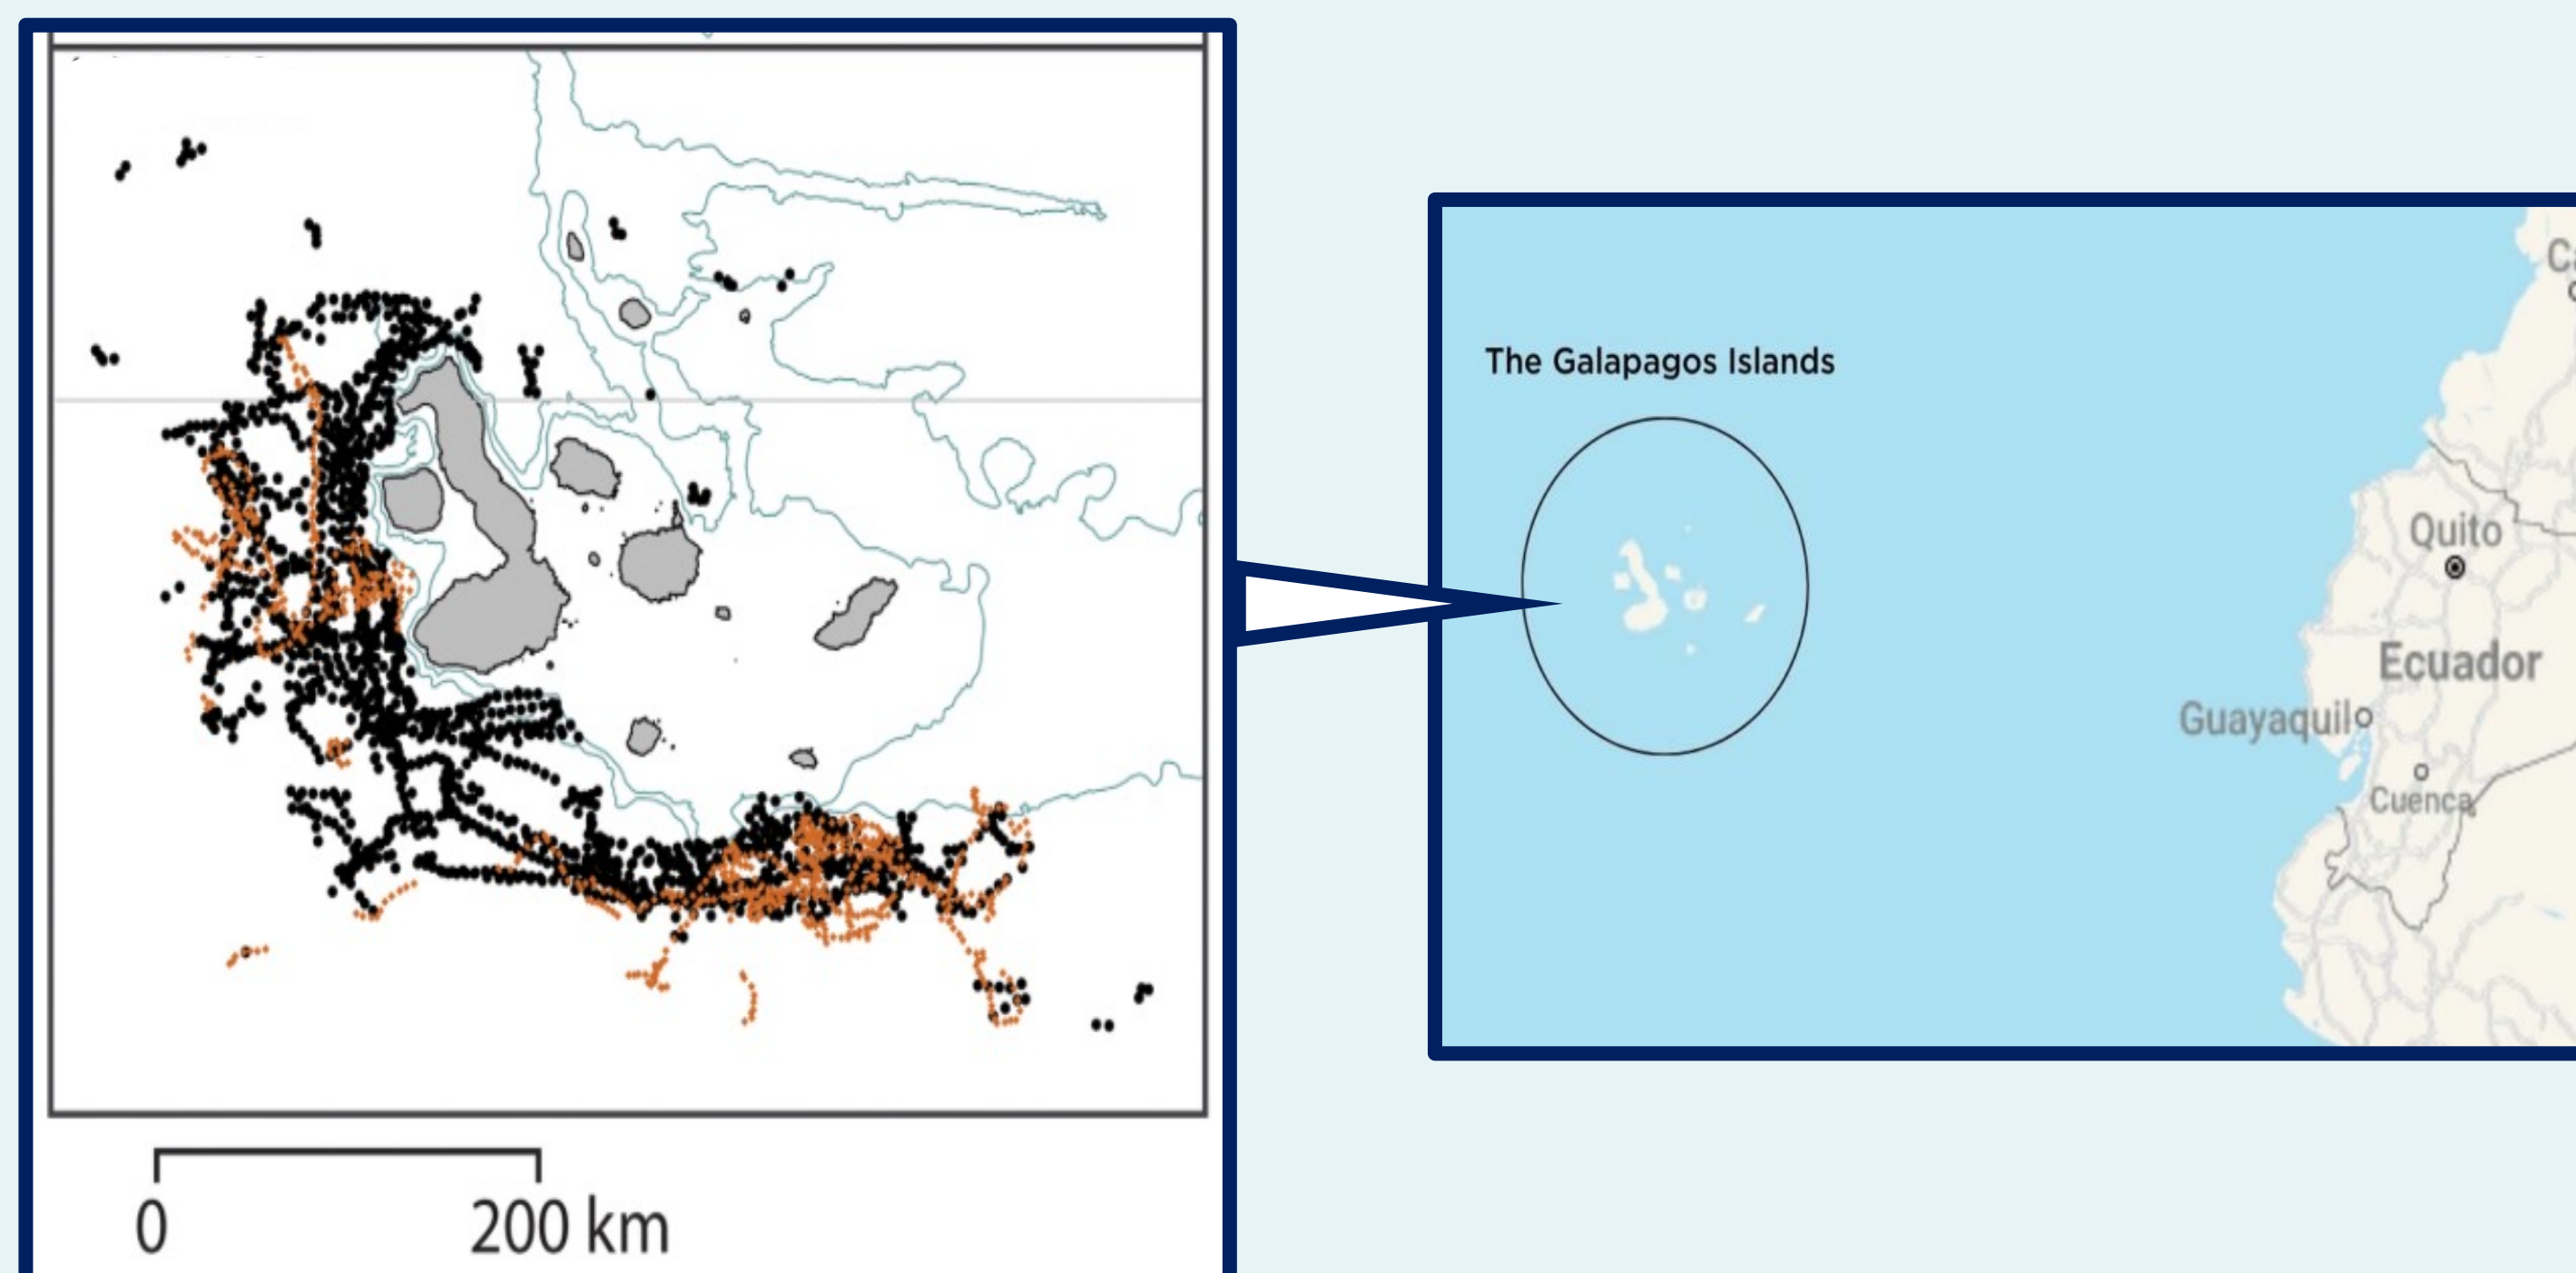 0
200 km
The Galapagos Islands
Quito
Ecuador
Guayaquil
Cuenca